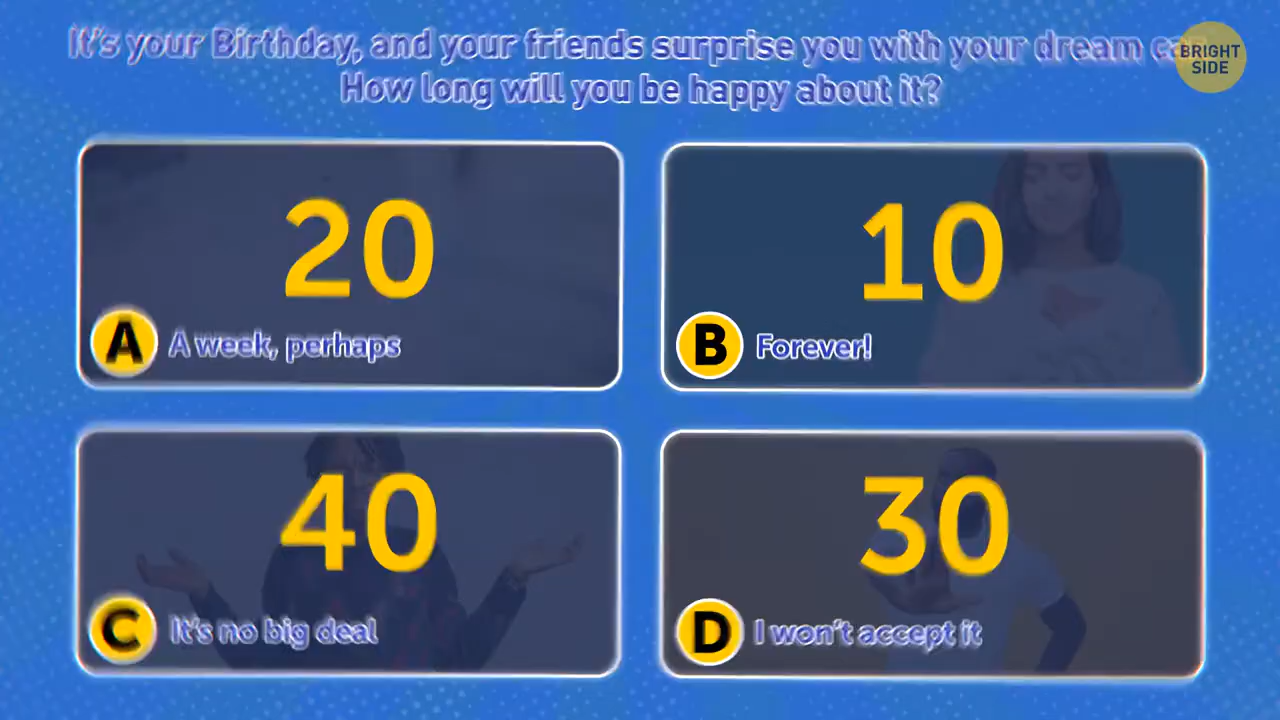 It's your Birthday, and your friends surprise you with your dream
How long will you be happy about it?
BRIGHT
SIDE
20
A
A week, perhaps
10
B
Forever!
40
C
It's no big deal
30
D
I won't accept it